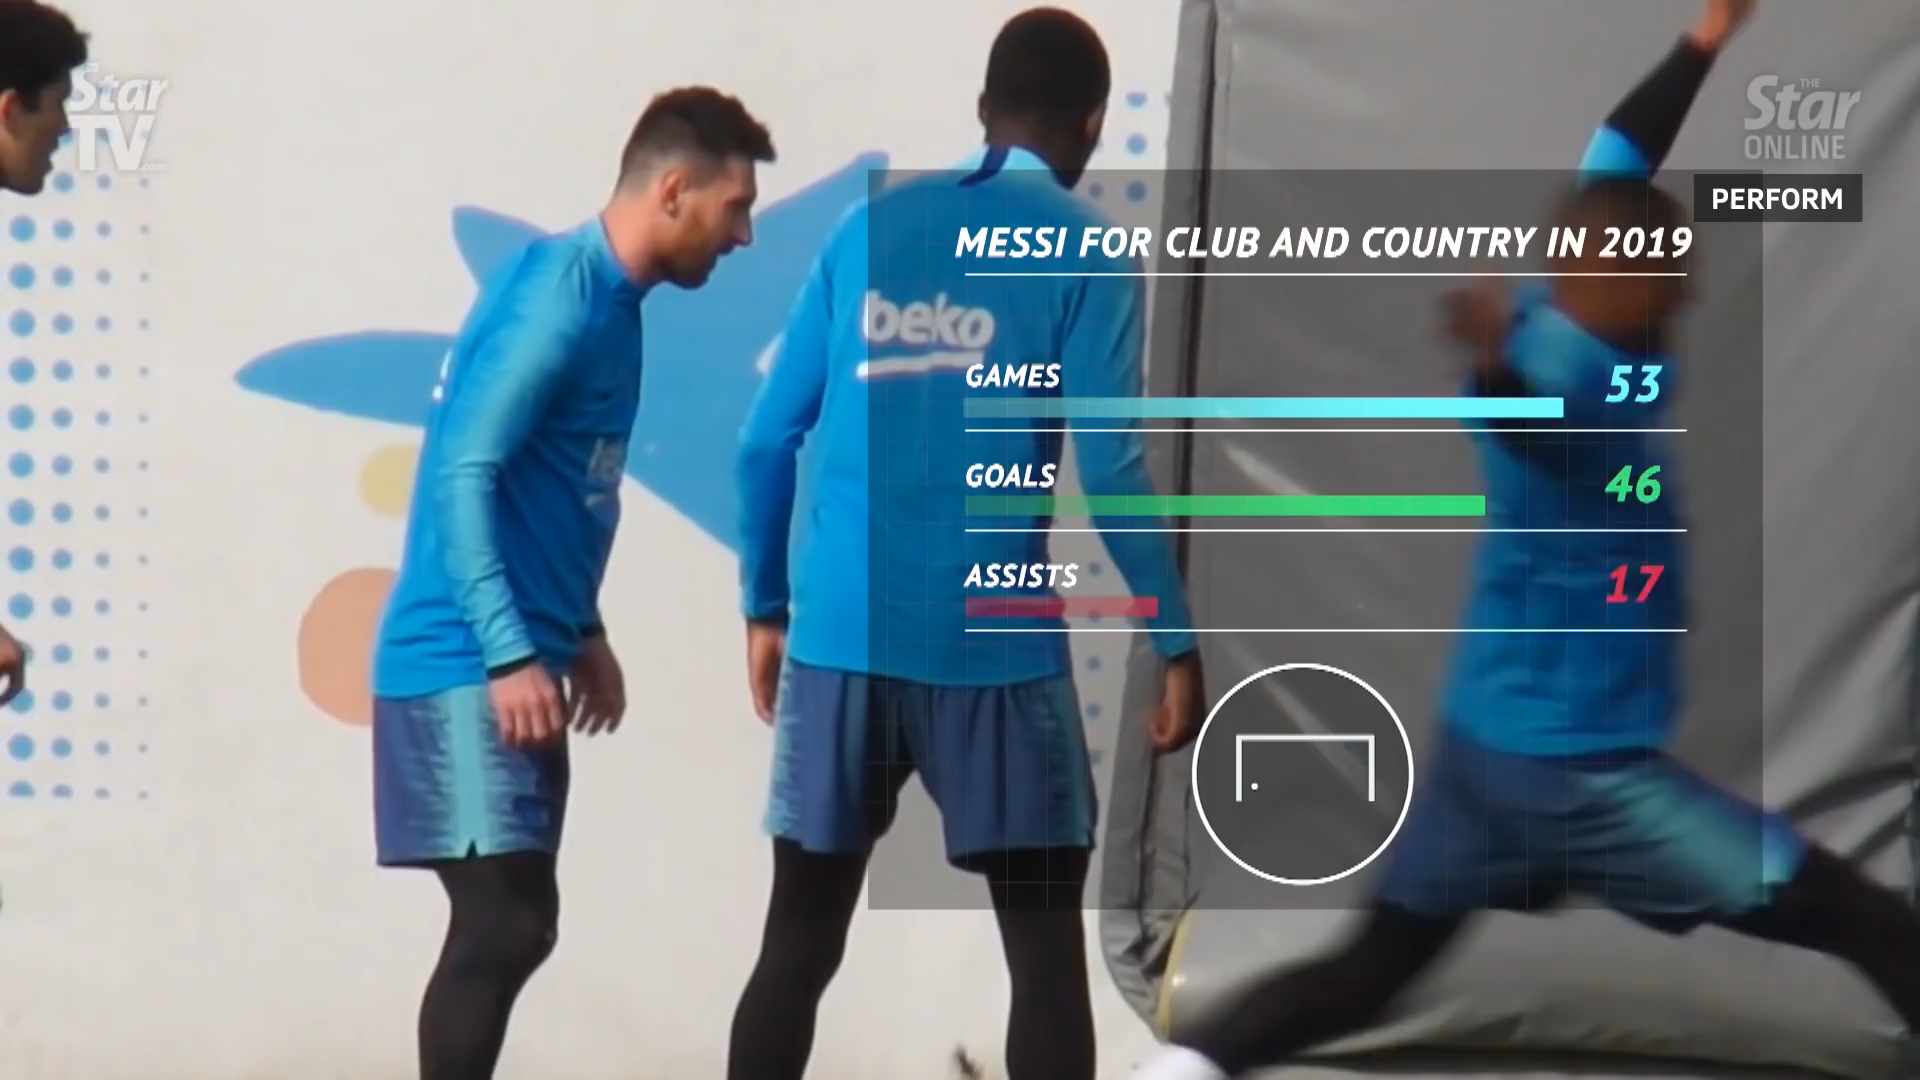 Star
TV.com
THE
Star
ONLINE
PERFORM
MESSI FOR CLUB AND COUNTRY IN 2019
beko
GAMES
53
GOALS
46
ASSISTS
17